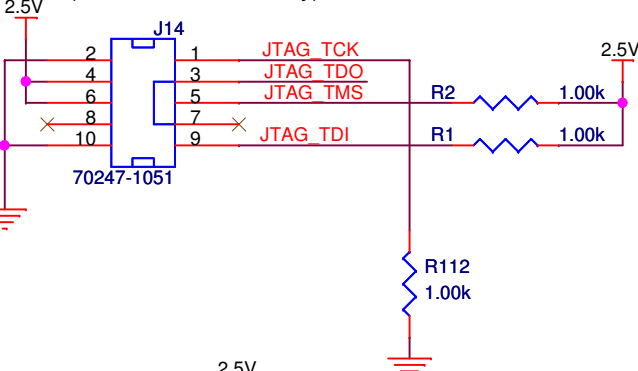 2.5V
J14
2 1 JTAG_TCK
2.5V
4 3 JTAG_TDO
6 5 JTAG_TMS R2 1.00k
8 7
10 9 JTAG_TDI R1 1.00k
70247-1051
R112
1.00k
2.5V